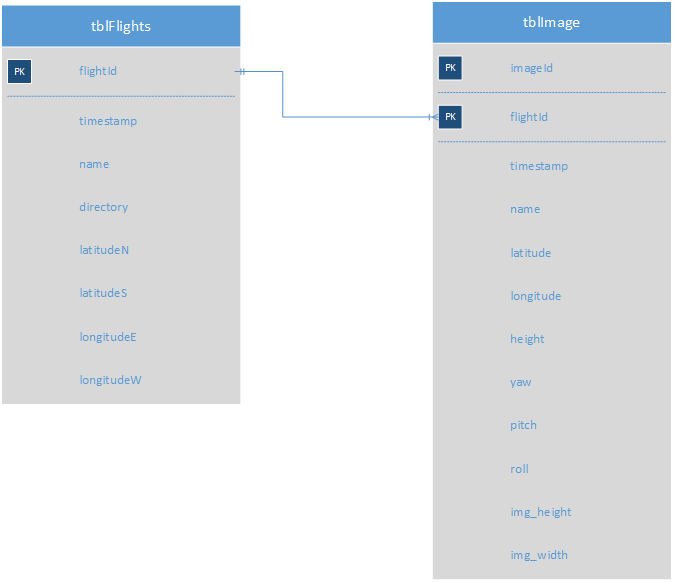 tblFlights
PK flightId
timestamp
name
directory
latitudeN
latitudeS
longitudeE
longitudeW
tblImage
PK imageId
PK flightId
timestamp
name
latitude
longitude
height
yaw
pitch
roll
img_height
img_width